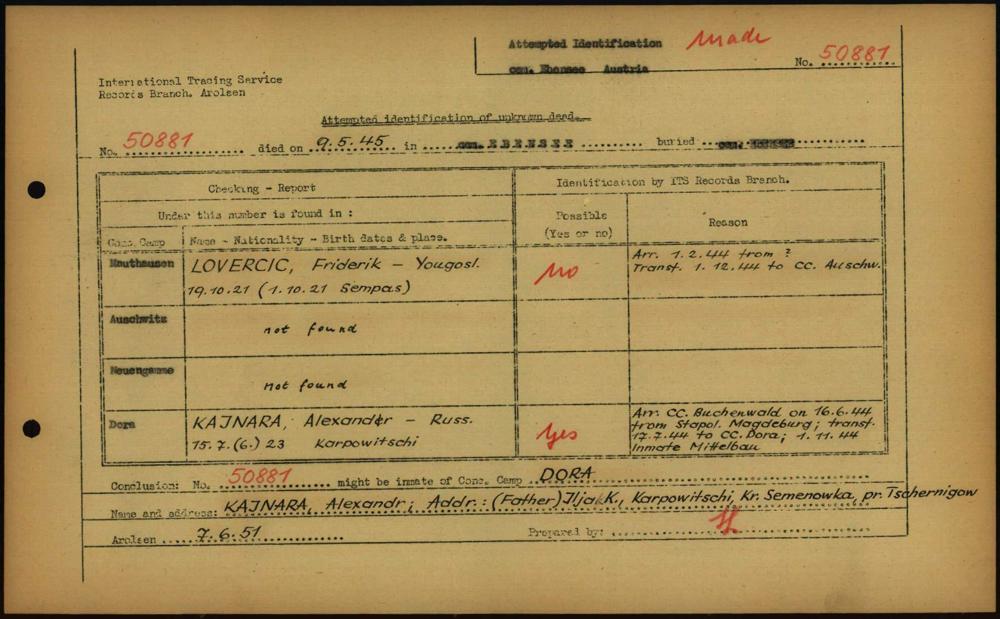 Attempted Identification made
cem. Ebensee Austria No. 50881
International Tracing Service
Records Branch. Arolsen
Attempted identification of unknown dead.
No. 50881 died on 9.5.45 in cem. EBENSEE buried cem.
Checking - Report Identification by ITS Records Branch.
Under this number is found in : Possible Reason
(Yes or no)
Conc. Camp Name - Nationality - Birth dates & place.
Mauthausen LOVERCIC, Friderik - Yougosl. No Arr. 1.2.44 from ?
19.10.21 (1.10.21 Sempas) Transf. 1.12.44 to CC. Auschw.
Auschwitz not found
Neuengamme not found
Dora KAJNARA, Alexandr - Russ. Yes Arr. CC. Buchenwald on 16.6.44
15.7.(6.) 23 Karpowitschi from Stapol. Magdeburg; transf.
17.7.44 to CC. Dora; 1.11.44
Inmate Mittelbau
Conclusion: No. 50881 might be inmate of Conc. Camp DORA
Name and address: KAJNARA, Alexandr; Addr.: (Father) Ilja K., Karpowitschi, Kr. Semenowka, pr. Tschernigow
Arolsen 7.6.51 Prepared by: